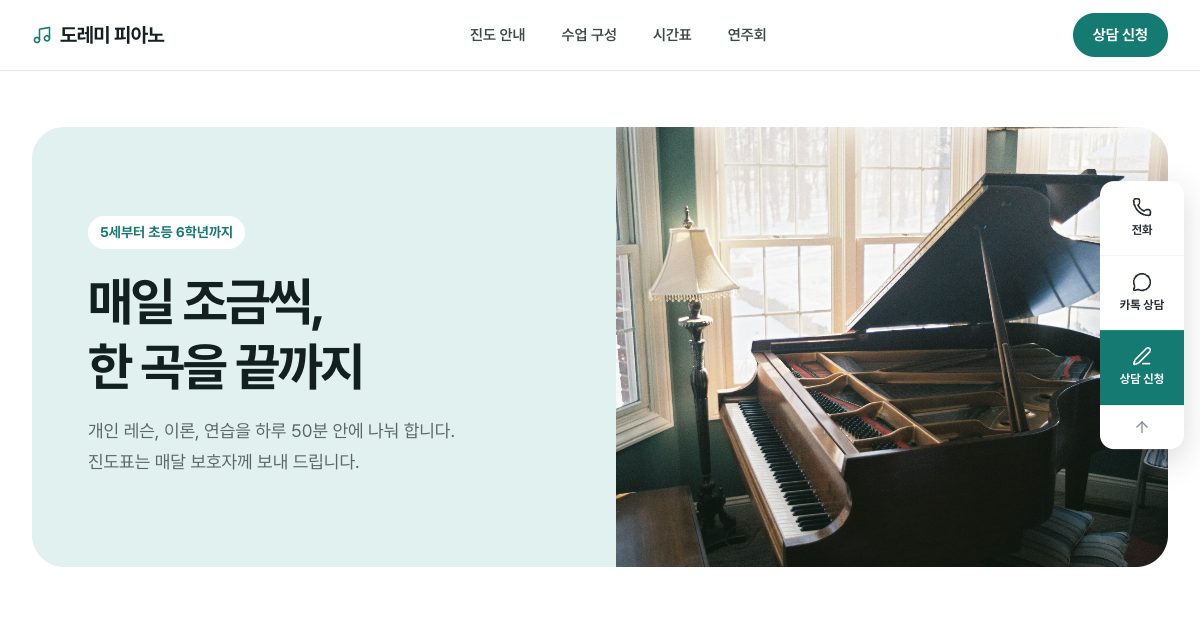 도레미 피아노
진도 안내
수업 구성
시간표
연주회
상담 신청
5세부터 초등 6학년까지
매일 조금씩,
한 곡을 끝까지
개인 레슨, 이론, 연습을 하루 50분 안에 나눠 합니다.
진도표는 매달 보호자께 보내 드립니다.
전화
카톡 상담
상담 신청